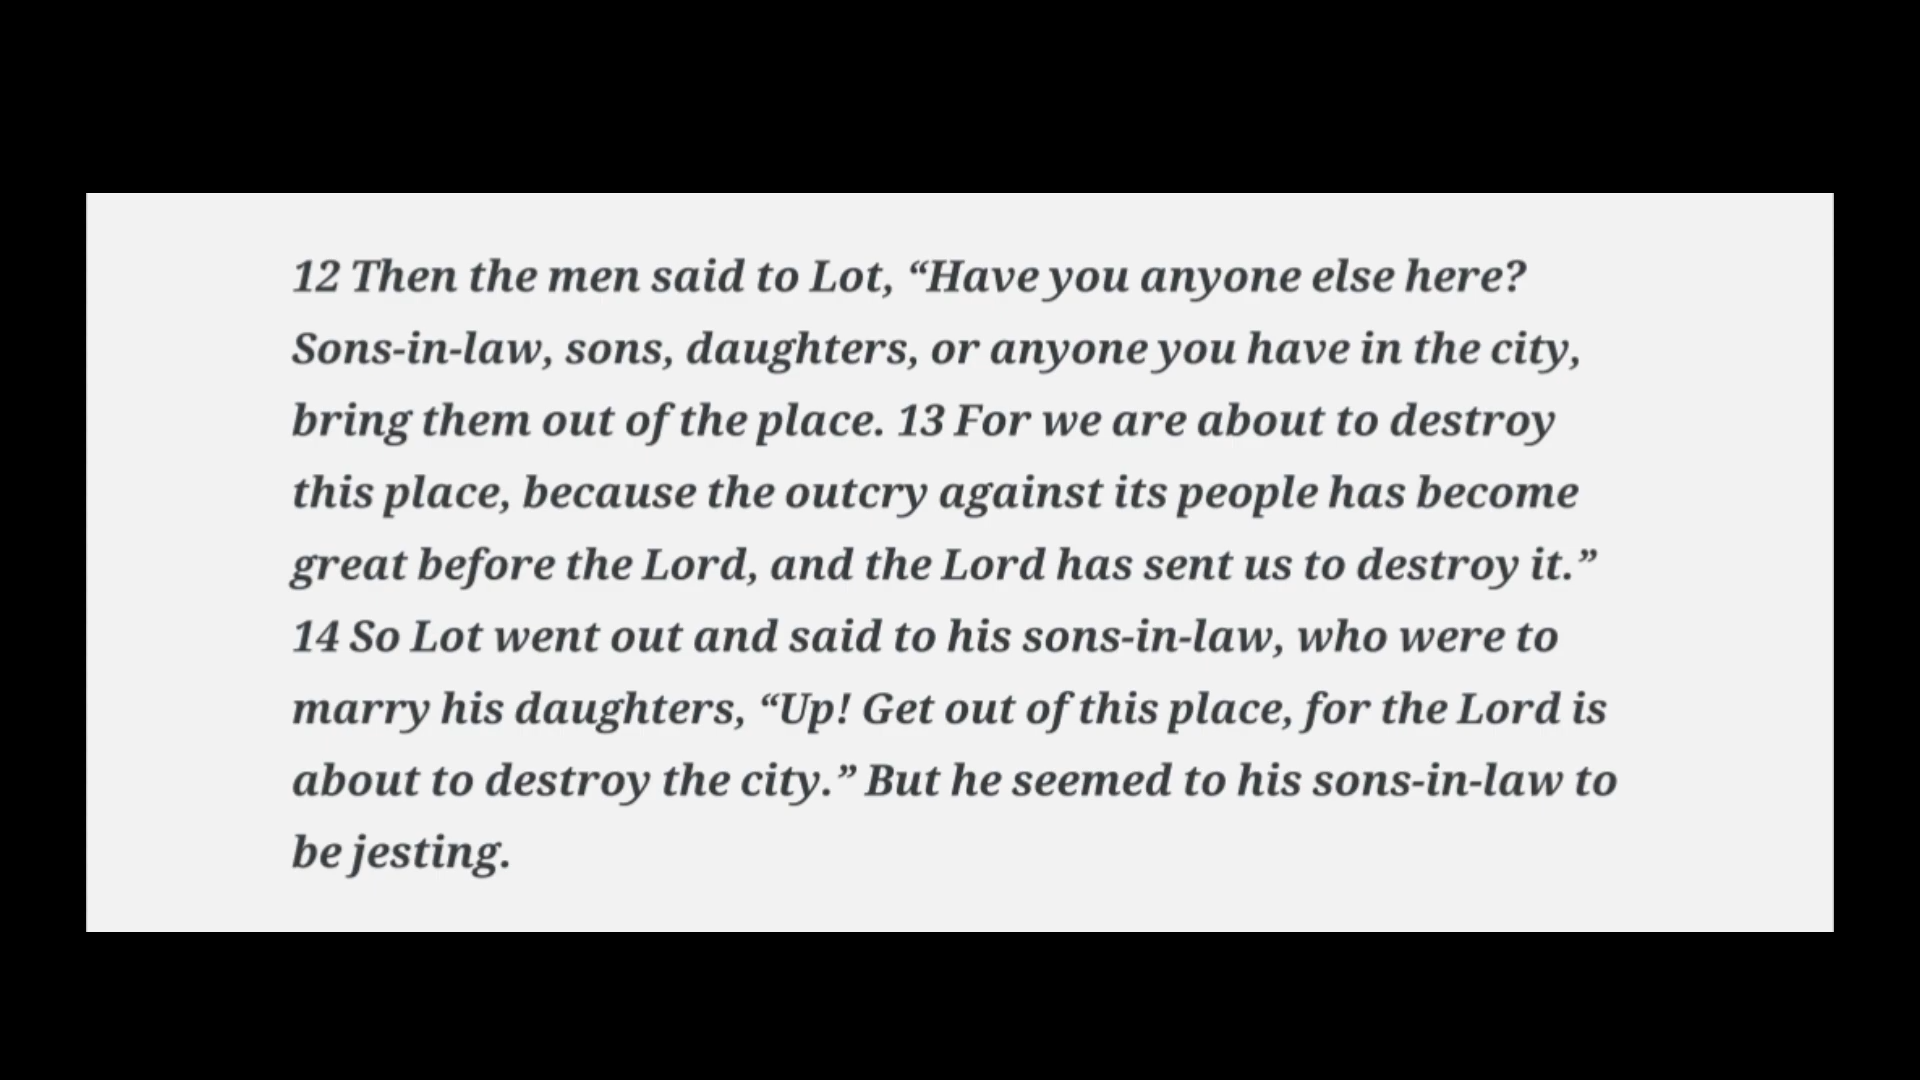 12 Then the men said to Lot, “Have you anyone else here?
Sons-in-law, sons, daughters, or anyone you have in the city,
bring them out of the place. 13 For we are about to destroy
this place, because the outcry against its people has become
great before the Lord, and the Lord has sent us to destroy it.”
14 So Lot went out and said to his sons-in-law, who were to
marry his daughters, “Up! Get out of this place, for the Lord is
about to destroy the city.” But he seemed to his sons-in-law to
be jesting.